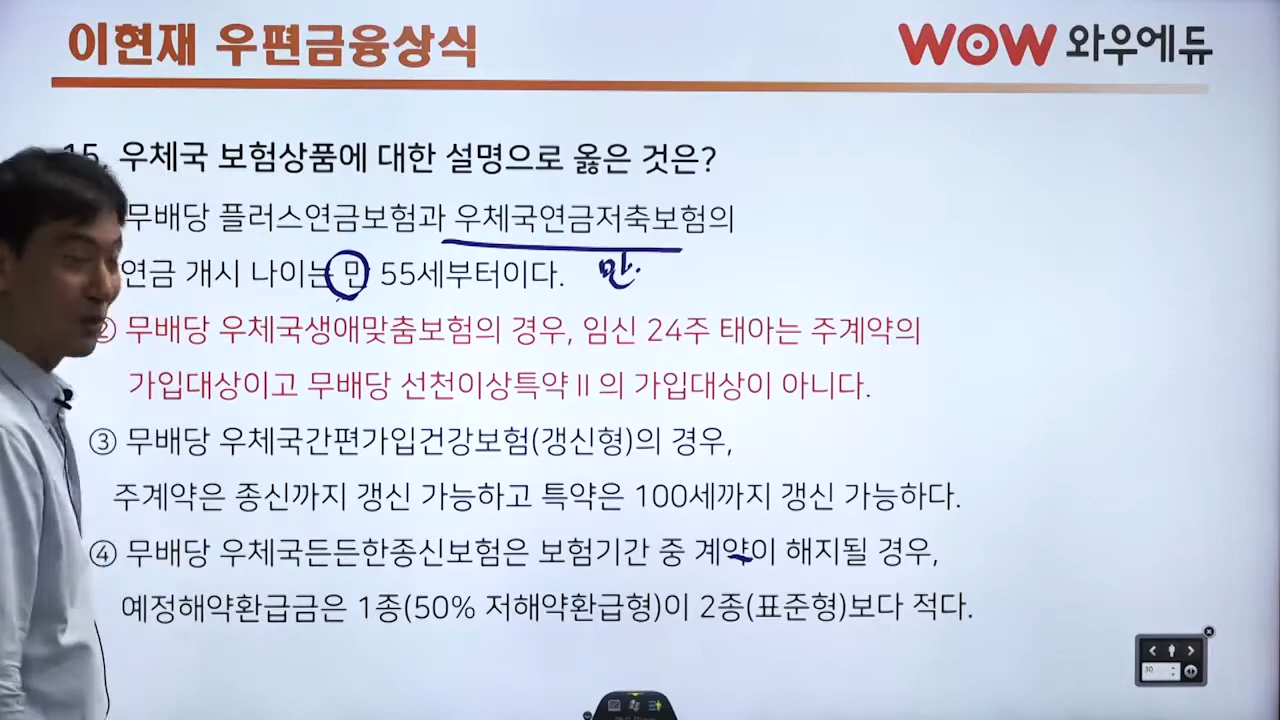 이현재 우편금융상식
WOW 와우에듀
15. 우체국 보험상품에 대한 설명으로 옳은 것은?
무배당 플러스연금보험과 우체국연금저축보험의
연금 개시 나이는 만 55세부터이다. 만.
② 무배당 우체국생애맞춤보험의 경우, 임신 24주 태아는 주계약의
가입대상이고 무배당 선천이상특약Ⅱ의 가입대상이 아니다.
③ 무배당 우체국간편가입건강보험(갱신형)의 경우,
주계약은 종신까지 갱신 가능하고 특약은 100세까지 갱신 가능하다.
④ 무배당 우체국든든한종신보험은 보험기간 중 계약이 해지될 경우,
예정해약환급금은 1종(50% 저해약환급형)이 2종(표준형)보다 적다.
30